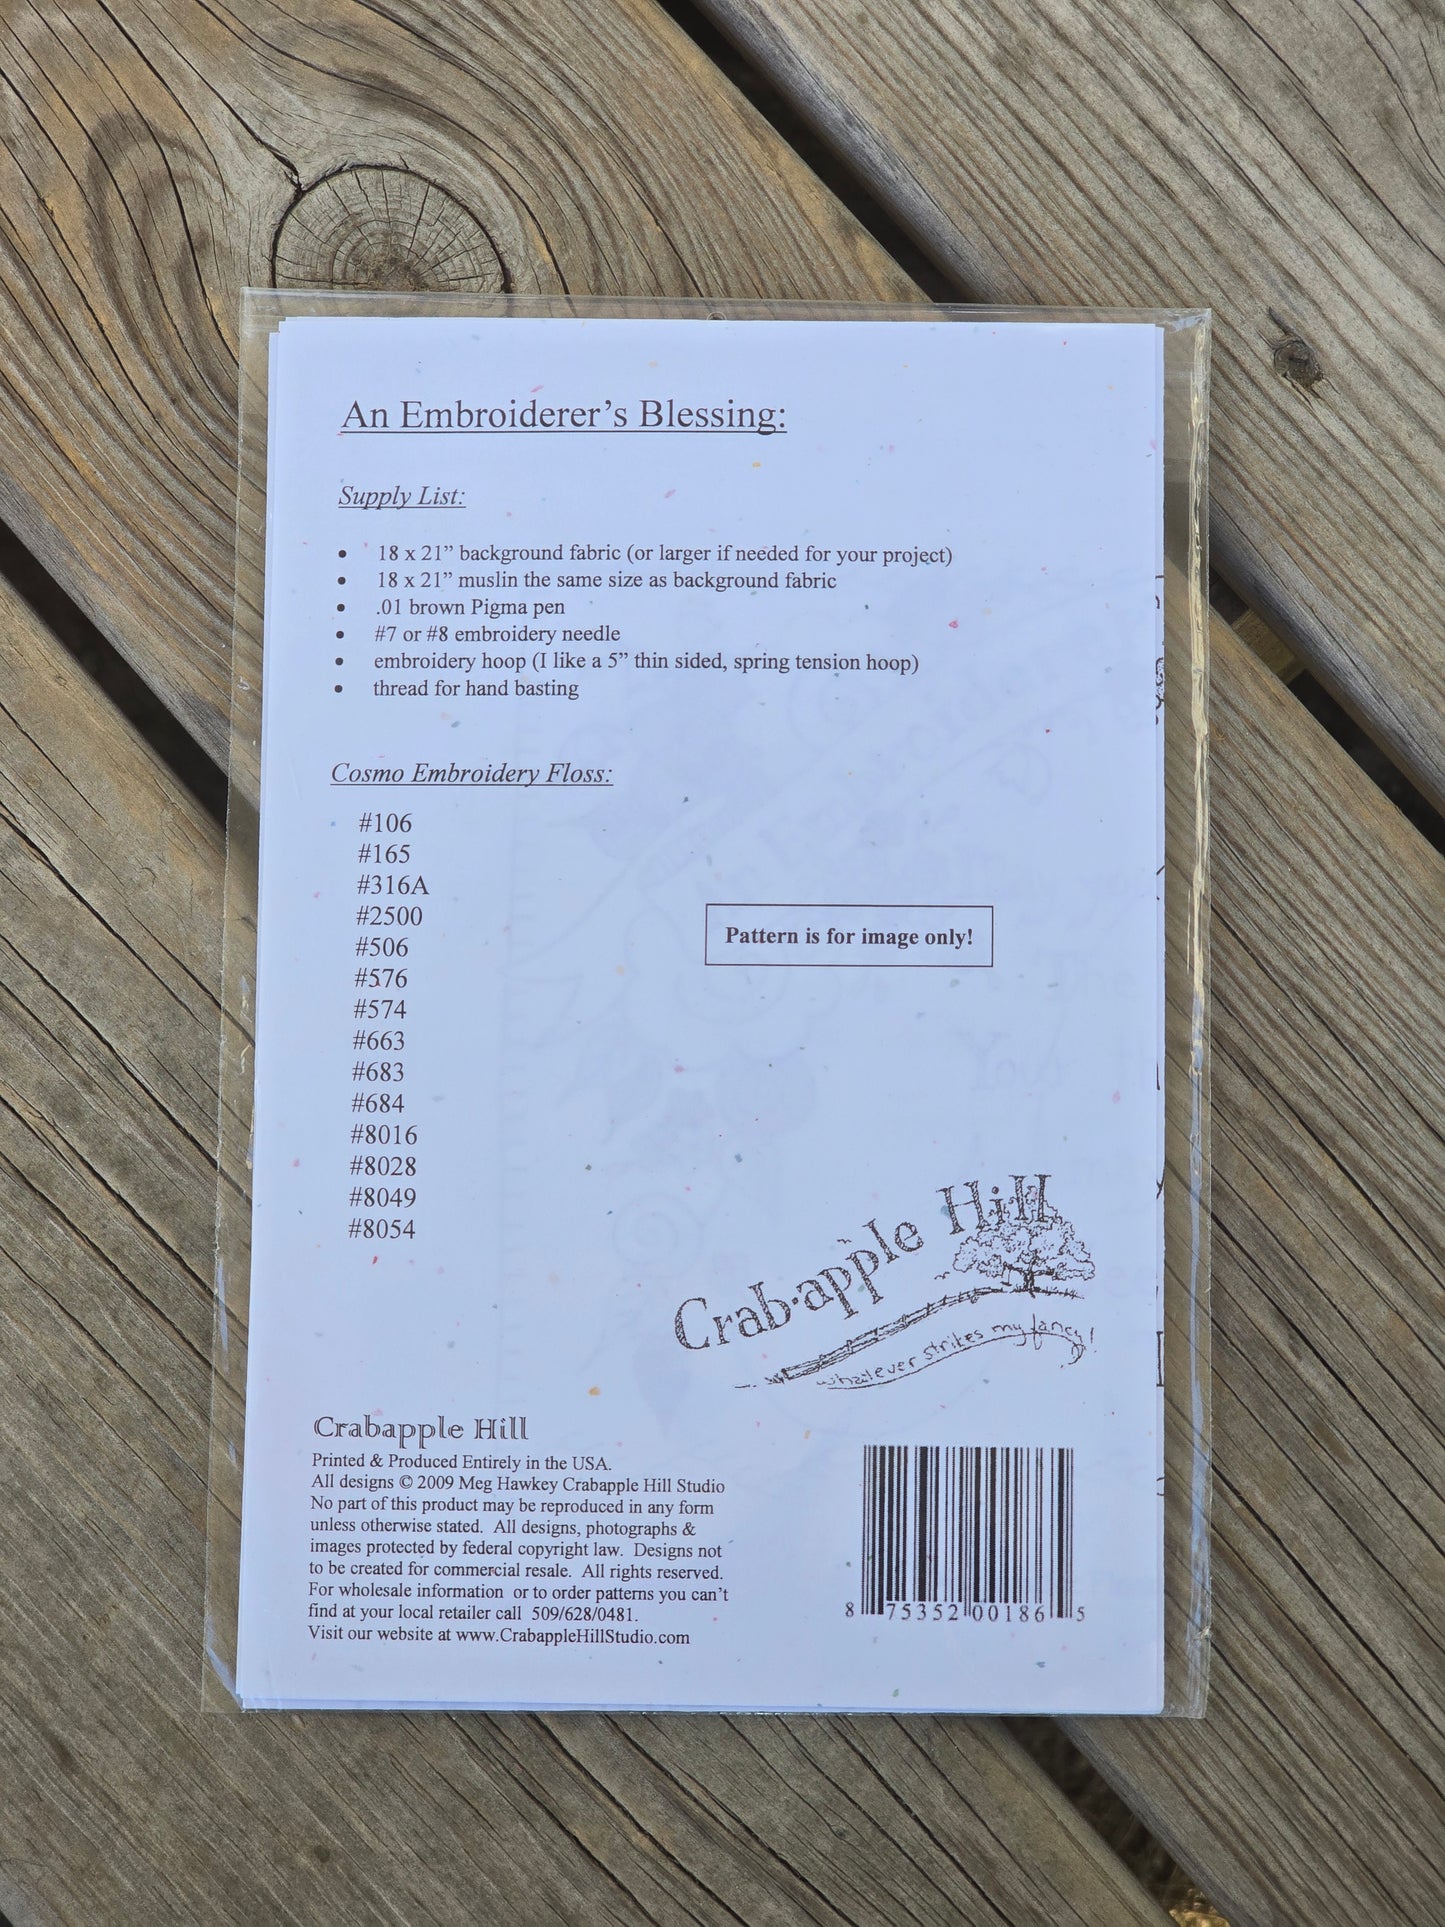 An Embroiderer’s Blessing:
Supply List:
• 18 x 21” background fabric (or larger if needed for your project)
• 18 x 21” muslin the same size as background fabric
• .01 brown Pigma pen
• #7 or #8 embroidery needle
• embroidery hoop (I like a 5” thin sided, spring tension hoop)
• thread for hand basting
Cosmo Embroidery Floss:
#106
#165
#316A
#2500
#506
#576
#574
#663
#683
#684
#8016
#8028
#8049
#8054
Pattern is for image only!
Crab·apple Hill
whatever strikes my fancy!
Crabapple Hill
Printed & Produced Entirely in the USA.
All designs © 2009 Meg Hawkey Crabapple Hill Studio
No part of this product may be reproduced in any form
unless otherwise stated. All designs, photographs &
images protected by federal copyright law. Designs not
to be created for commercial resale. All rights reserved.
For wholesale information or to order patterns you can’t
find at your local retailer call 509/628/0481.
Visit our website at www.CrabappleHillStudio.com
8 75352 00186 5